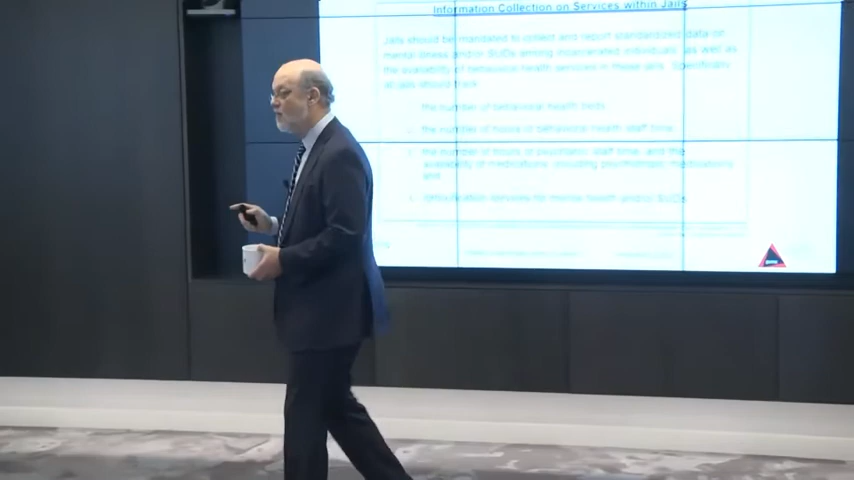 Information Collection on Services within Jails
Jails should be mandated to collect and report standardized data on
mental illness and/or SUDs among incarcerated individuals, as well as
the availability of behavioral health services in those jails. Specifically
all jails should track
the number of behavioral health beds
the number of hours of behavioral health staff time
the number of hours of psychiatric staff time, and the
availability of medications, including psychotropic medications
and
detoxification services for mental health and/or SUDs